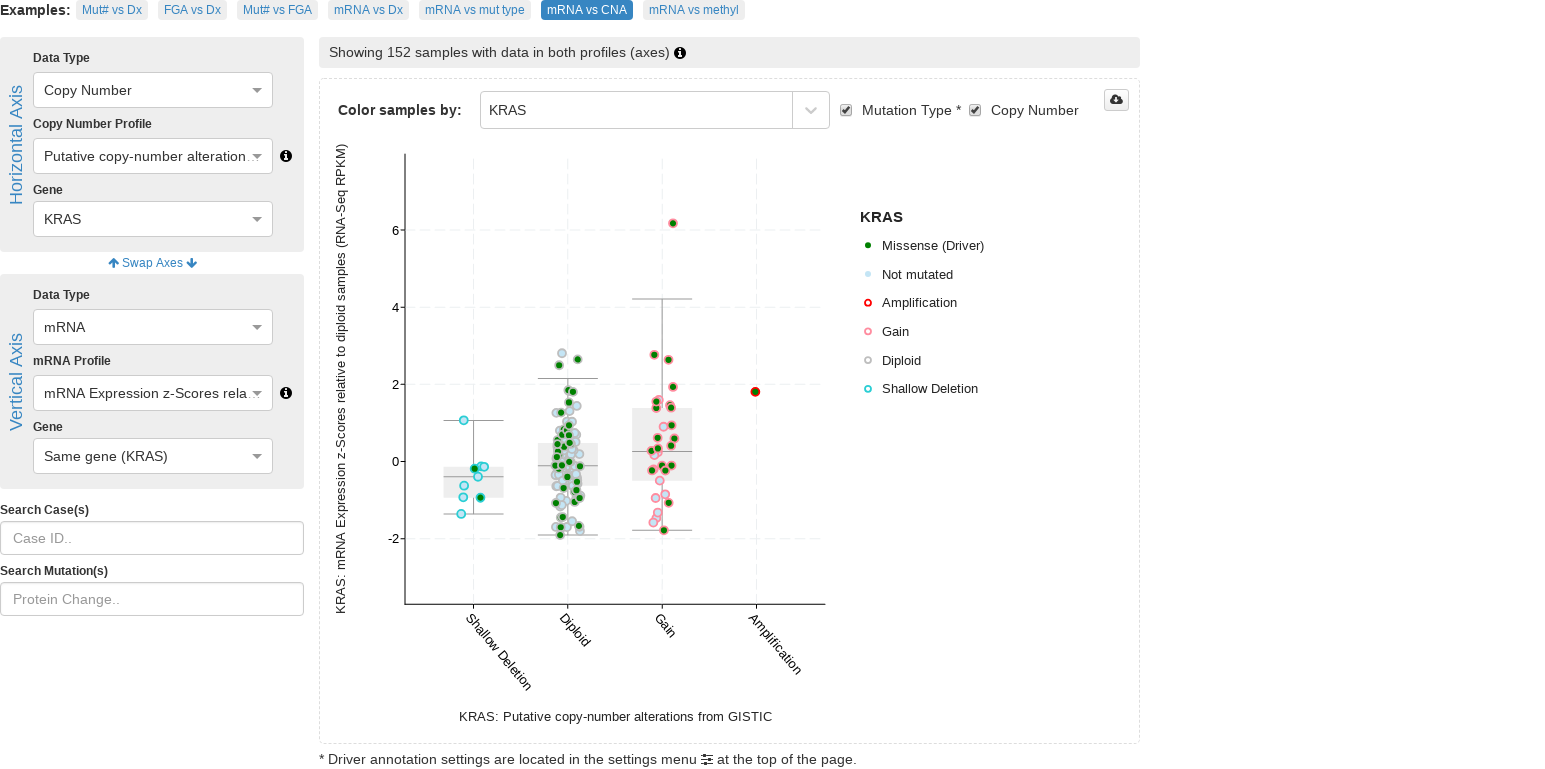 Examples: Mut# vs Dx FGA vs Dx Mut# vs FGA mRNA vs Dx mRNA vs mut type mRNA vs CNA mRNA vs methyl
Horizontal Axis
Data Type
Copy Number
Copy Number Profile
Putative copy-number alteration...
Gene
KRAS
Swap Axes
Vertical Axis
Data Type
mRNA
mRNA Profile
mRNA Expression z-Scores rela...
Gene
Same gene (KRAS)
Search Case(s)
Case ID..
Search Mutation(s)
Protein Change..
Showing 152 samples with data in both profiles (axes)
Color samples by: KRAS Mutation Type * Copy Number
KRAS: mRNA Expression z-Scores relative to diploid samples (RNA-Seq RPKM)
6
4
2
0
-2
Shallow Deletion
Diploid
Gain
Amplification
KRAS: Putative copy-number alterations from GISTIC
KRAS
Missense (Driver)
Not mutated
Amplification
Gain
Diploid
Shallow Deletion
* Driver annotation settings are located in the settings menu at the top of the page.